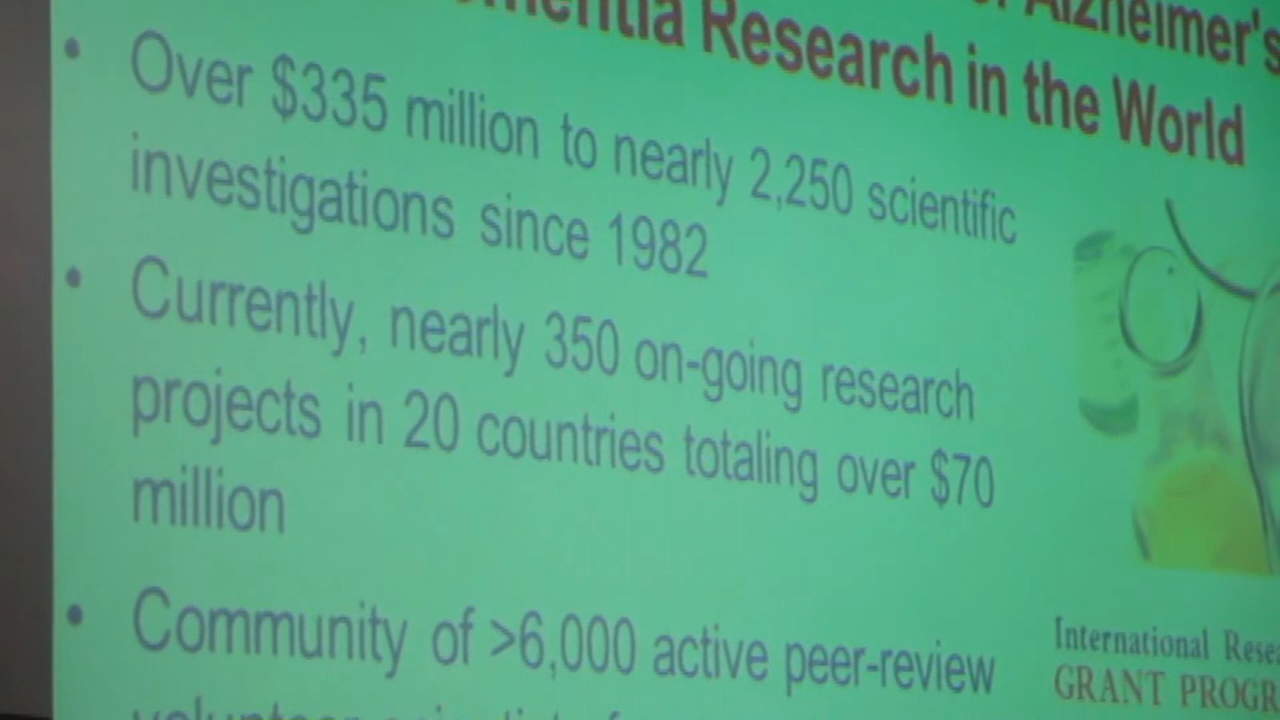 Alzheimer's
Research in the World
• Over $335 million to nearly 2,250 scientific
investigations since 1982
• Currently, nearly 350 on-going research
projects in 20 countries totaling over $70
million
• Community of >6,000 active peer-review
International
GRANT